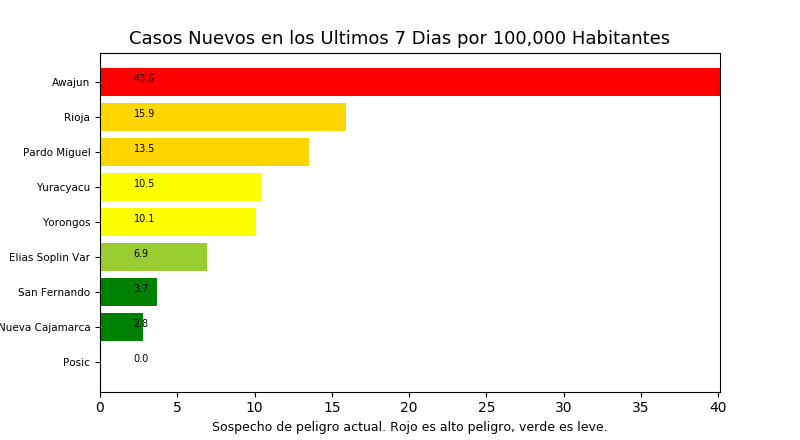 Casos Nuevos en los Ultimos 7 Dias por 100,000 Habitantes
Awajun 43.6
Rioja 15.9
Pardo Miguel 13.5
Yuracyacu 10.5
Yorongos 10.1
Elias Soplin Var 6.9
San Fernando 3.7
Nueva Cajamarca 2.8
Posic 0.0
0 5 10 15 20 25 30 35 40
Sospecho de peligro actual. Rojo es alto peligro, verde es leve.